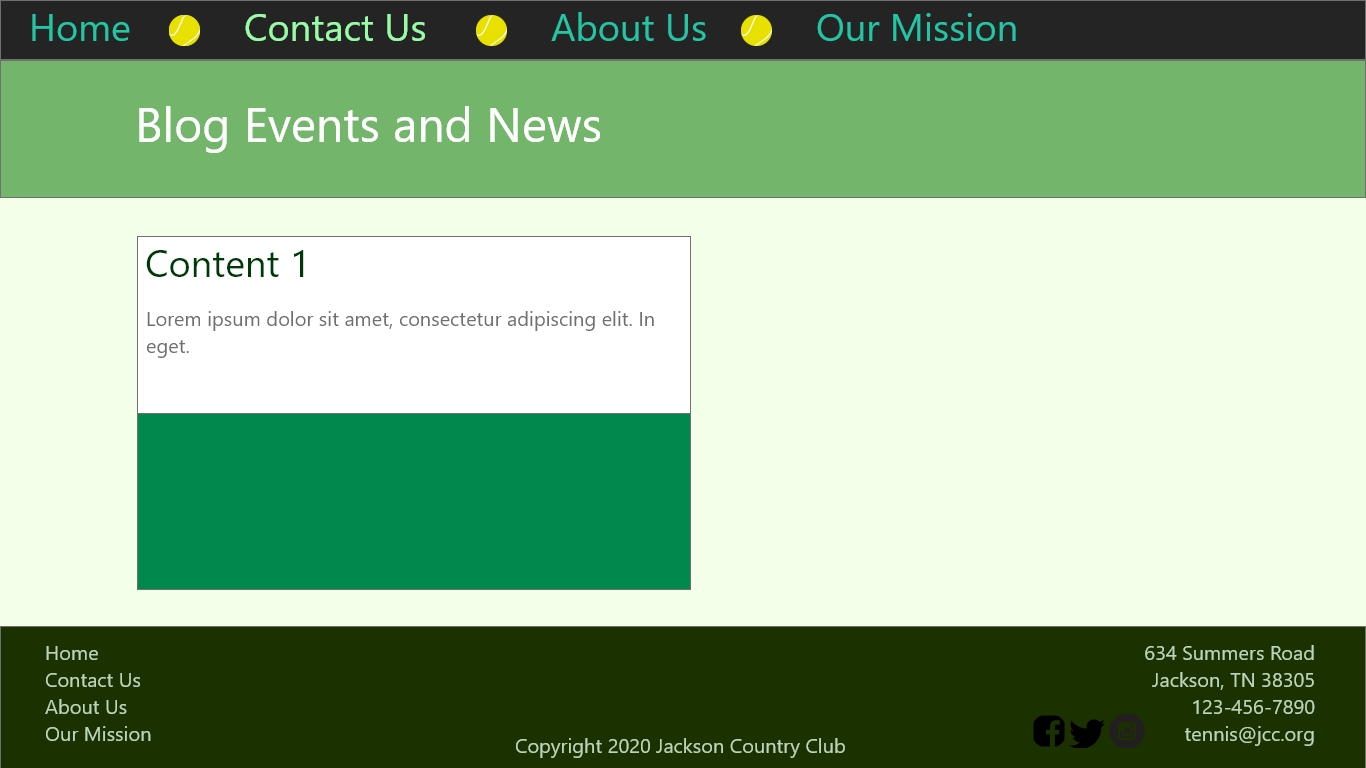 Home Contact Us About Us Our Mission
Blog Events and News
Content 1
Lorem ipsum dolor sit amet, consectetur adipiscing elit. In
eget.
Home
Contact Us
About Us
Our Mission
Copyright 2020 Jackson Country Club
634 Summers Road
Jackson, TN 38305
123-456-7890
tennis@jcc.org